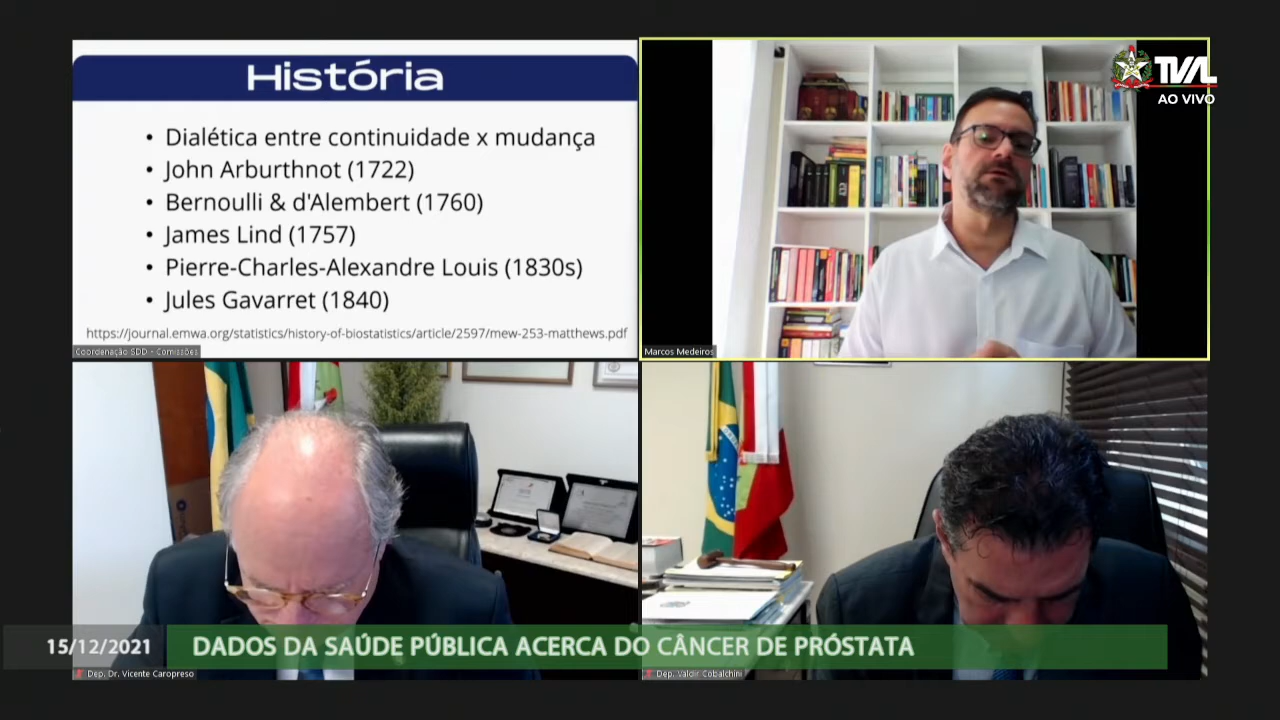 História
• Dialética entre continuidade x mudança
• John Arburthnot (1722)
• Bernoulli & d'Alembert (1760)
• James Lind (1757)
• Pierre-Charles-Alexandre Louis (1830s)
• Jules Gavarret (1840)
https://journal.emwa.org/statistics/history-of-biostatistics/article/2597/mew-253-matthews.pdf
Coordenação SDD - Comissões
TVAL
AO VIVO
Marcos Medeiros
15/12/2021
DADOS DA SAÚDE PÚBLICA ACERCA DO CÂNCER DE PRÓSTATA
Dep. Dr. Vicente Caropreso
Dep. Valdir Cobalchini